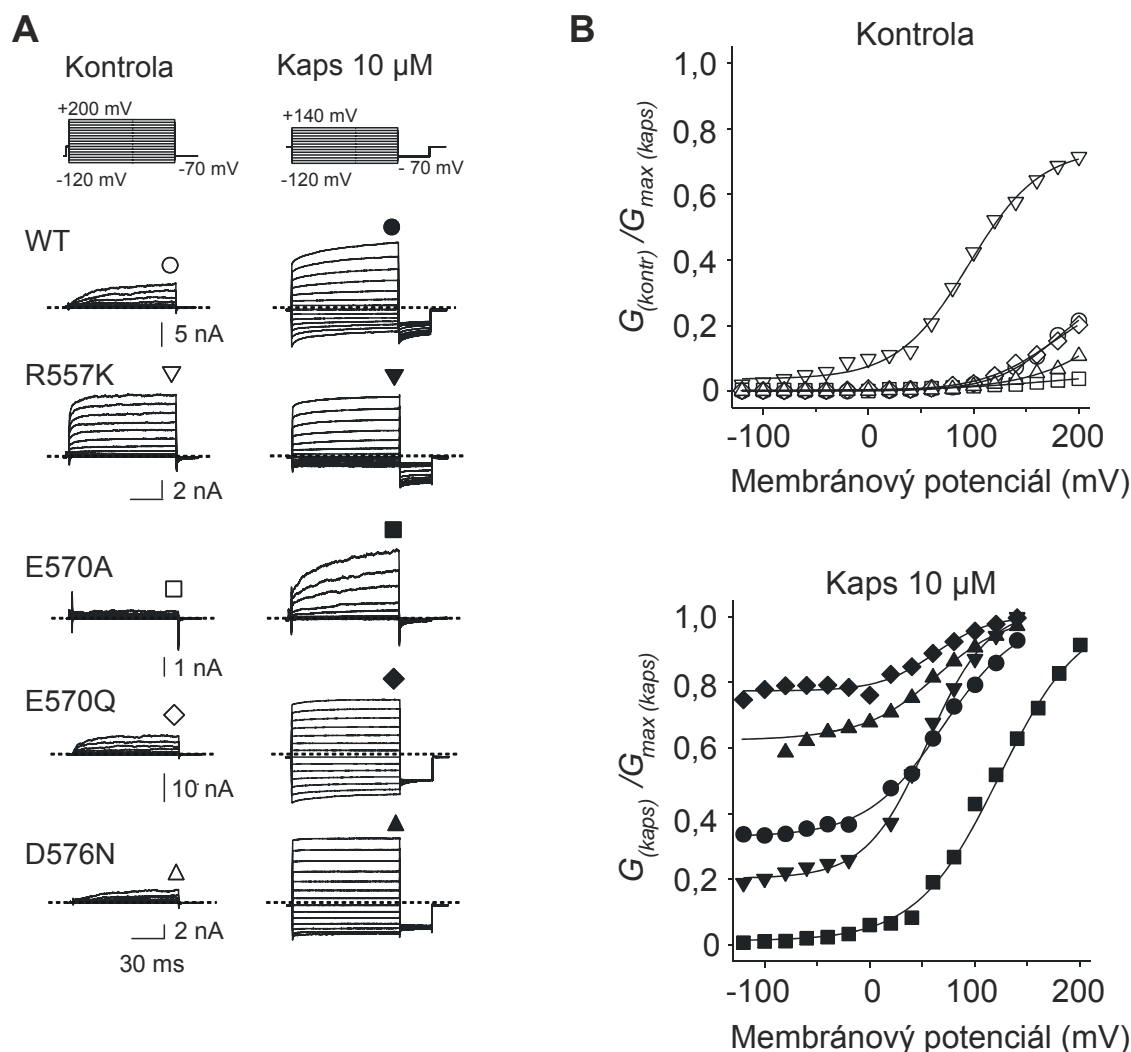 A
Kontrola
Kaps 10 µM
+200 mV
-120 mV
-70 mV
+140 mV
-120 mV
- 70 mV
WT
5 nA
R557K
2 nA
E570A
1 nA
E570Q
10 nA
D576N
2 nA
30 ms
B
Kontrola
G(kontr) /Gmax (kaps)
1,0
0,8
0,6
0,4
0,2
0
-100 0 100 200
Membránový potenciál (mV)
Kaps 10 µM
G(kaps) /Gmax (kaps)
1,0
0,8
0,6
0,4
0,2
0
-100 0 100 200
Membránový potenciál (mV)